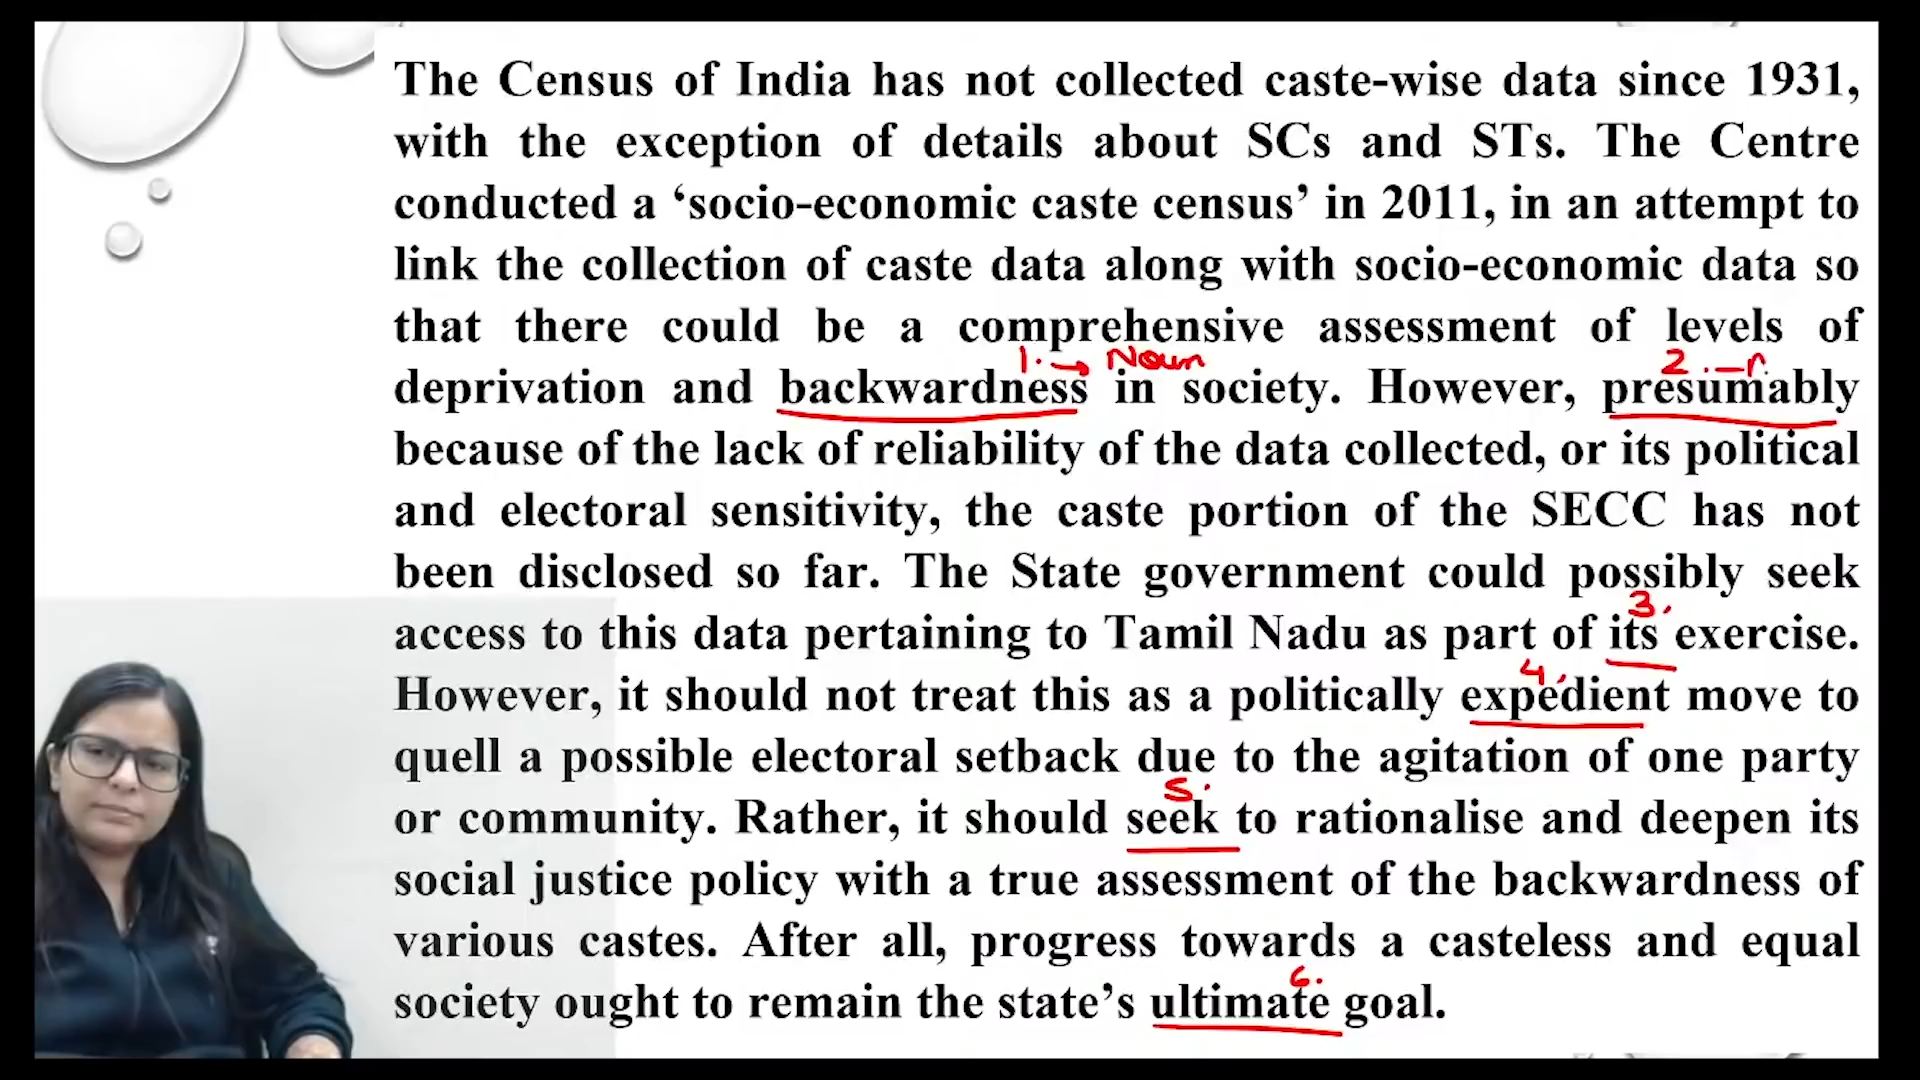 The Census of India has not collected caste-wise data since 1931,
with the exception of details about SCs and STs. The Centre
conducted a ‘socio-economic caste census’ in 2011, in an attempt to
link the collection of caste data along with socio-economic data so
that there could be a comprehensive assessment of levels of
1. → Noun 2.
deprivation and backwardness in society. However, presumably
because of the lack of reliability of the data collected, or its political
and electoral sensitivity, the caste portion of the SECC has not
been disclosed so far. The State government could possibly seek
3.
access to this data pertaining to Tamil Nadu as part of its exercise.
4.
However, it should not treat this as a politically expedient move to
quell a possible electoral setback due to the agitation of one party
5.
or community. Rather, it should seek to rationalise and deepen its
social justice policy with a true assessment of the backwardness of
various castes. After all, progress towards a casteless and equal
6.
society ought to remain the state’s ultimate goal.